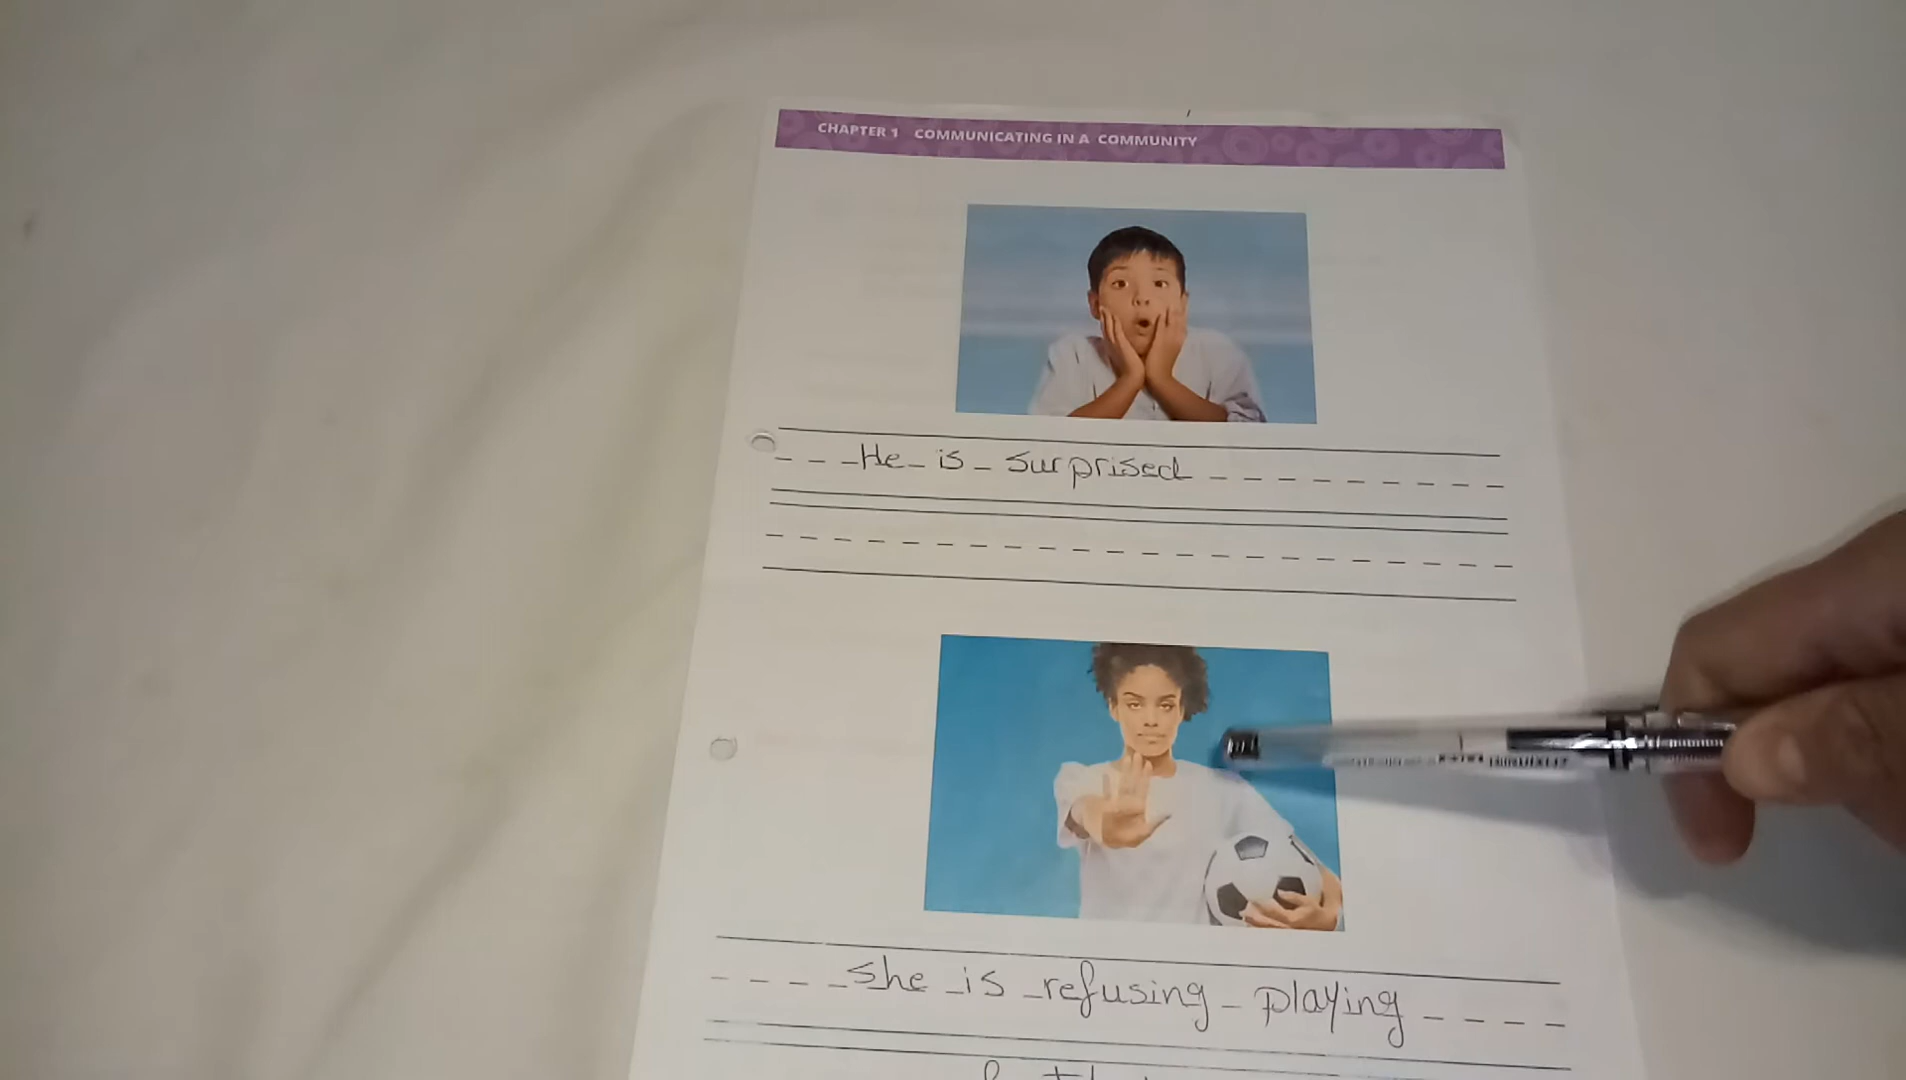 CHAPTER 1 COMMUNICATING IN A COMMUNITY
He is surprised
she is refusing playing